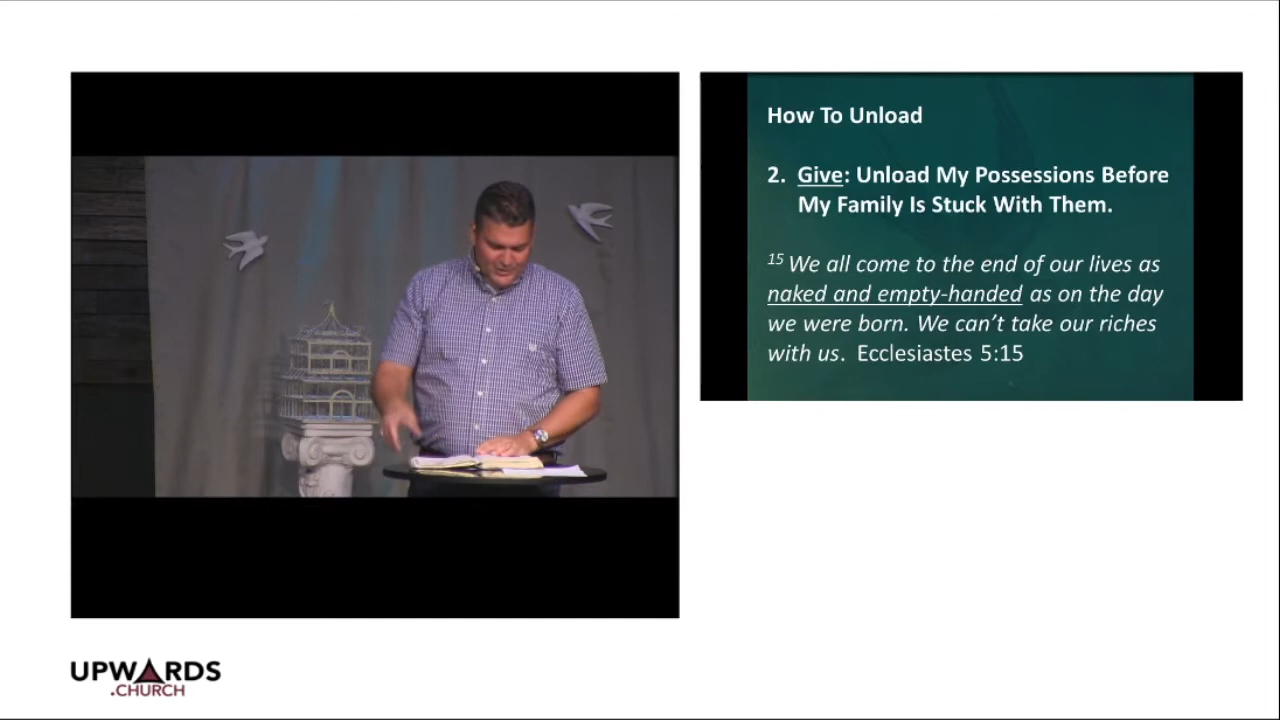 How To Unload
2. Give: Unload My Possessions Before
My Family Is Stuck With Them.
15 We all come to the end of our lives as
naked and empty-handed as on the day
we were born. We can't take our riches
with us. Ecclesiastes 5:15
UPWARDS
.CHURCH